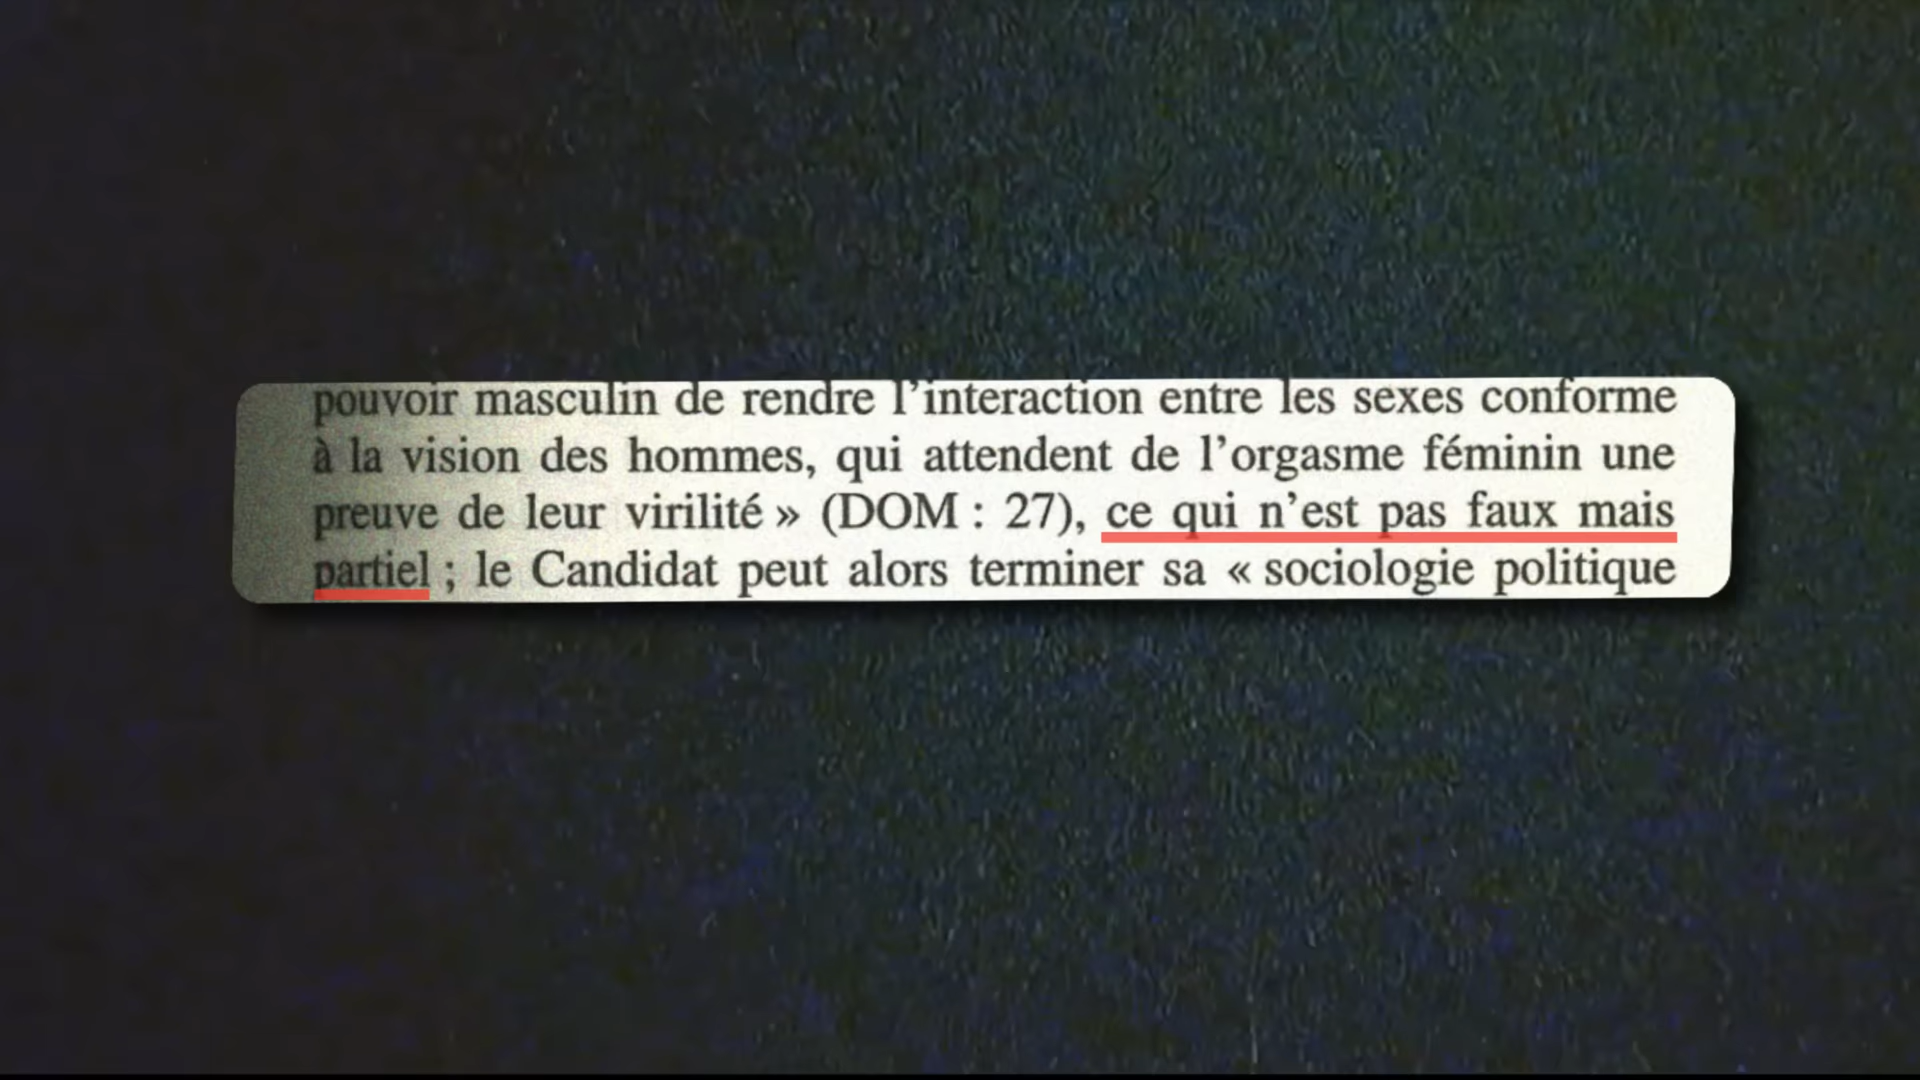 pouvoir masculin de rendre l’interaction entre les sexes conforme
à la vision des hommes, qui attendent de l’orgasme féminin une
preuve de leur virilité » (DOM : 27), ce qui n’est pas faux mais
partiel ; le Candidat peut alors terminer sa « sociologie politique